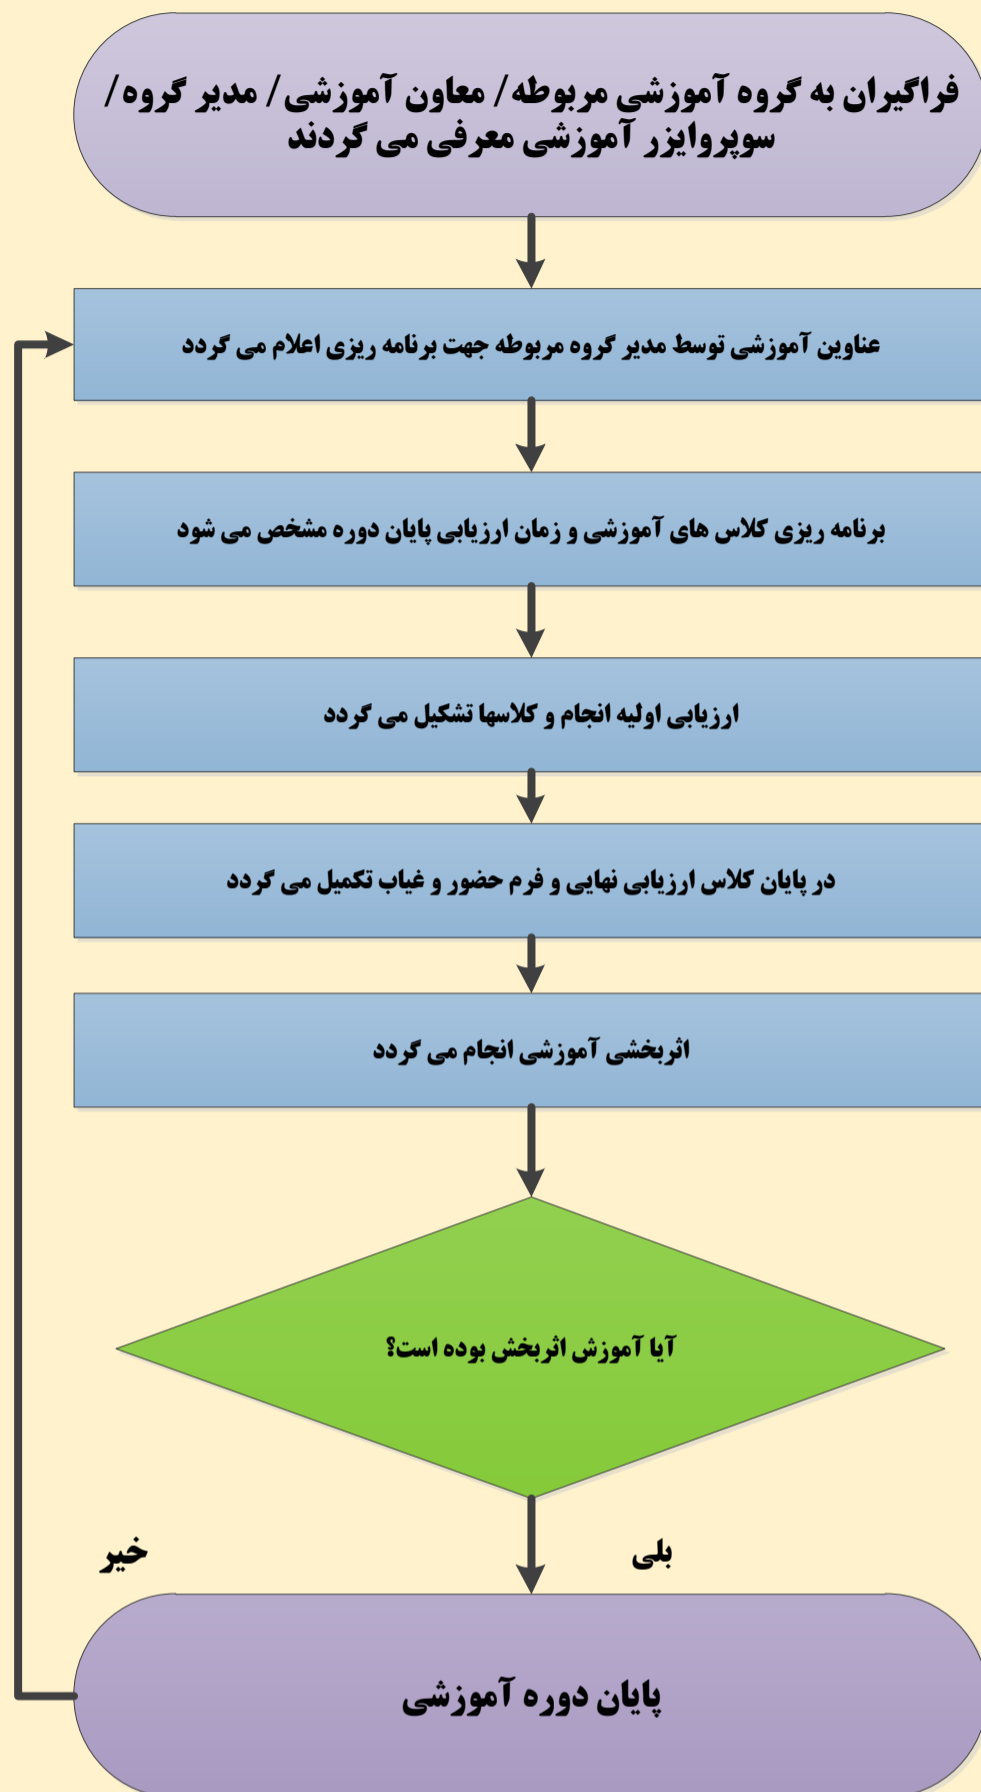 فراگیران به گروه آموزشی مربوطه/ معاون آموزشی/ مدیر گروه/
سوپروایزر آموزشی معرفی می گردند
عناوین آموزشی توسط مدیر گروه مربوطه جهت برنامه ریزی اعلام می گردد
برنامه ریزی کلاس های آموزشی و زمان ارزیابی پایان دوره مشخص می شود
ارزیابی اولیه انجام و کلاسها تشکیل می گردد
در پایان کلاس ارزیابی نهایی و فرم حضور و غیاب تکمیل می گردد
اثربخشی آموزشی انجام می گردد
آیا آموزش اثربخش بوده است؟
بلی
خیر
پایان دوره آموزشی